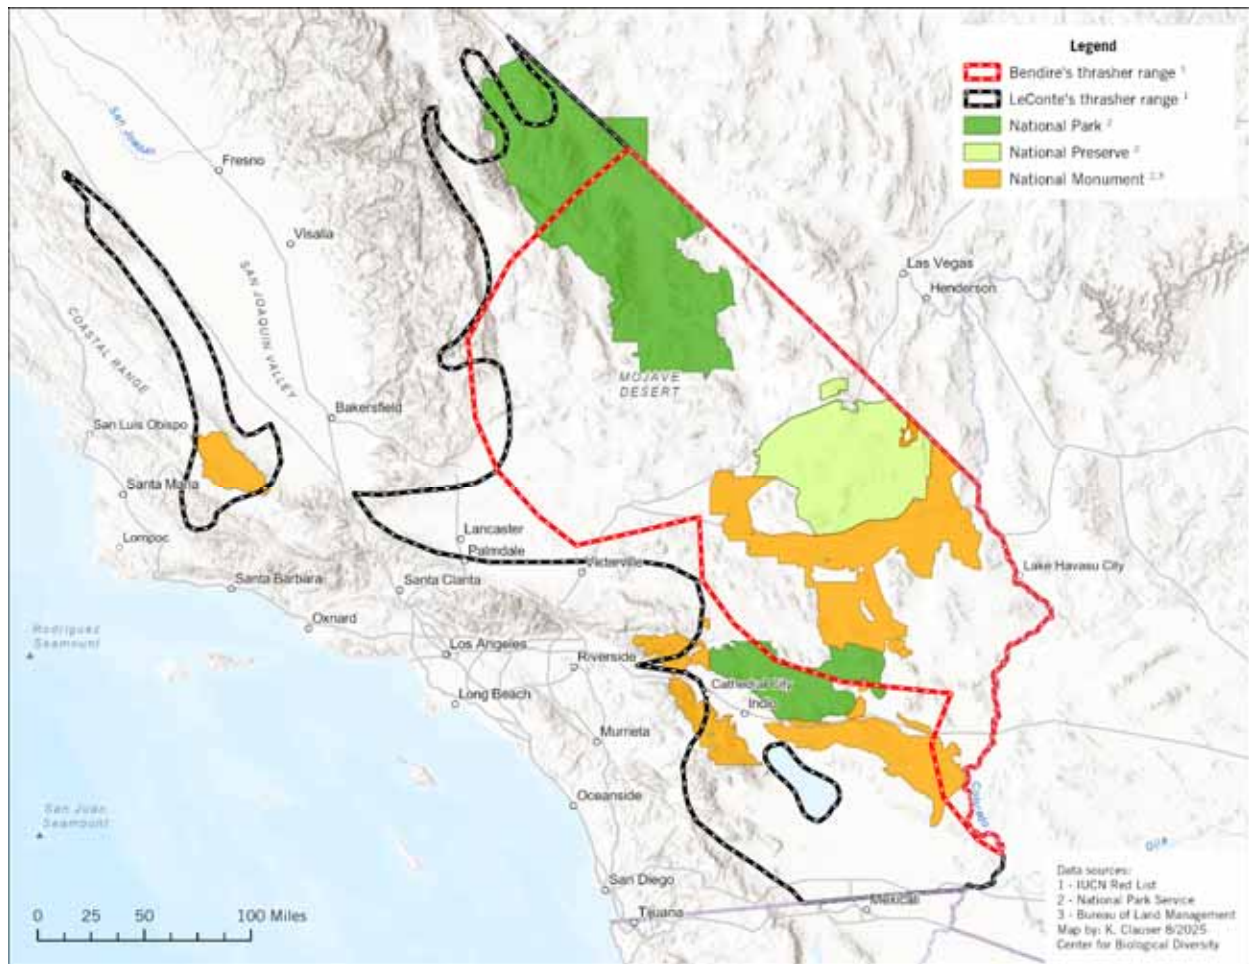 Legend
Bendire's thrasher range 1
LeConte's thrasher range 1
National Park 2
National Preserve 2
National Monument 2,3
San Joaquin
Fresno
Visalia
SAN JOAQUIN VALLEY
COASTAL RANGE
Las Vegas
Henderson
MOJAVE
DESERT
Bakersfield
San Luis Obispo
Santa Maria
Lancaster
Palmdale
Lompoc
Victorville
Lake Havasu City
Santa Barbara
Santa Clarita
Oxnard
Rodriguez
Seamount
Los Angeles
Riverside
Cathedral City
Long Beach
Indio
Murrieta
San Juan
Seamount
Oceanside
Colorado
Gila
San Diego
Mexicali
Tijuana
0 25 50 100 Miles
Data sources:
1 - IUCN Red List
2 - National Park Service
3 - Bureau of Land Management
Map by: K. Clauser 8/2025
Center for Biological Diversity